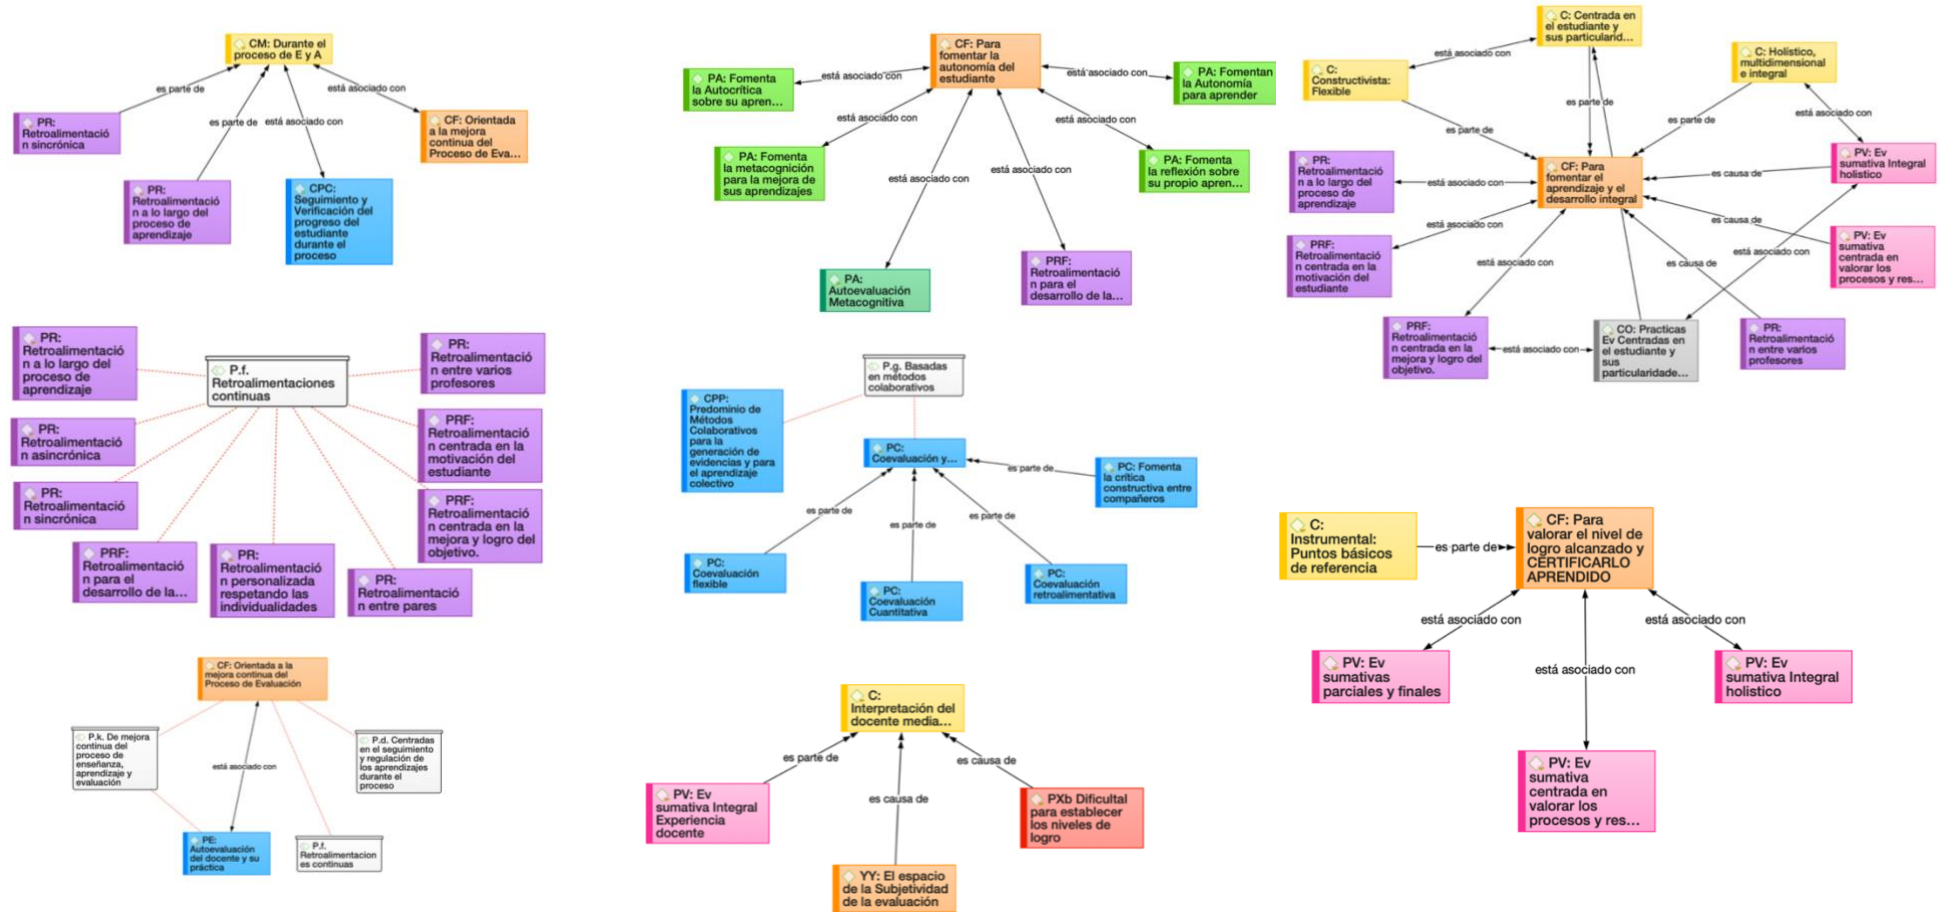 CM: Durante el
proceso de E y A
es parte de
está asociado con
es parte de
está asociado con
PR:
Retroalimentació
n sincrónica
CF: Orientada
a la mejora
continua del
Proceso de Eva...
PR:
Retroalimentació
n a lo largo del
proceso de
aprendizaje
CPC:
Seguimiento y
Verificación del
progreso del
estudiante
durante el
proceso
CF: Para
fomentar la
autonomía del
estudiante
PA: Fomenta
la Autocrítica
sobre su apren...
está asociado con
está asociado con
PA: Fomentan
la Autonomía
para aprender
está asociado con
está asociado con
PA: Fomenta
la metacognición
para la mejora de
sus aprendizajes
PA: Fomenta
la reflexión sobre
su propio apren...
está asociado con
está asociado con
PA:
Autoevaluación
Metacognitiva
PRF:
Retroalimentació
n para el
desarrollo de la...
C: Centrada en
el estudiante y
sus particularid...
está asociado con
C:
Constructivista:
Flexible
C: Holístico,
multidimensional
e integral
es parte de
es parte de
es parte de
está asociado con
PR:
Retroalimentació
n a lo largo del
proceso de
aprendizaje
está asociado con
CF: Para
fomentar el
aprendizaje y el
desarrollo integral
es causa de
PV: Ev
sumativa Integral
holistico
es causa de
PV: Ev
sumativa
centrada en
valorar los
procesos y res...
PRF:
Retroalimentació
n centrada en la
motivación del
estudiante
está asociado con
está asociado con
es causa de
está asociado con
PRF:
Retroalimentació
n centrada en la
mejora y logro del
objetivo.
está asociado con
CO: Practicas
Ev Centradas en
el estudiante y
sus
particularidade...
PR:
Retroalimentació
n entre varios
profesores
PR:
Retroalimentació
n a lo largo del
proceso de
aprendizaje
P.f.
Retroalimentaciones
continuas
PR:
Retroalimentació
n entre varios
profesores
PR:
Retroalimentació
n asincrónica
PRF:
Retroalimentació
n centrada en la
motivación del
estudiante
PR:
Retroalimentació
n sincrónica
PRF:
Retroalimentació
n centrada en la
mejora y logro del
objetivo.
PRF:
Retroalimentació
n para el
desarrollo de la...
PR:
Retroalimentació
n personalizada
respetando las
individualidades
PR:
Retroalimentació
n entre pares
P.g. Basadas
en métodos
colaborativos
CPP:
Predominio de
Métodos
Colaborativos
para la
generación de
evidencias y para
el aprendizaje
colectivo
PC:
Coevaluación y...
es parte de
PC: Fomenta
la crítica
constructiva entre
compañeros
es parte de
es parte de
es parte de
PC:
Coevaluación
flexible
PC:
Coevaluación
Cuantitativa
PC:
Coevaluación
retroalimentativa
C:
Instrumental:
Puntos básicos
de referencia
es parte de
CF: Para
valorar el nivel de
logro alcanzado y
CERTIFICARLO
APRENDIDO
está asociado con
está asociado con
está asociado con
PV: Ev
sumativas
parciales y finales
PV: Ev
sumativa Integral
holistico
PV: Ev
sumativa
centrada en
valorar los
procesos y res...
CF: Orientada a la
mejora continua del
Proceso de Evaluación
P.k. De mejora
continua del
proceso de
enseñanza,
aprendizaje y
evaluación
está asociado con
P.d. Centradas
en el seguimiento
y regulación de
los aprendizajes
durante el
proceso
PE:
Autoevaluación
del docente y su
práctica
P.f.
Retroalimentacion
es continuas
C:
Interpretación del
docente media...
es parte de
es causa de
es causa de
PV: Ev
sumativa Integral
Experiencia
docente
PXb Dificultal
para establecer
los niveles de
logro
YY: El espacio
de la Subjetividad
de la evaluación